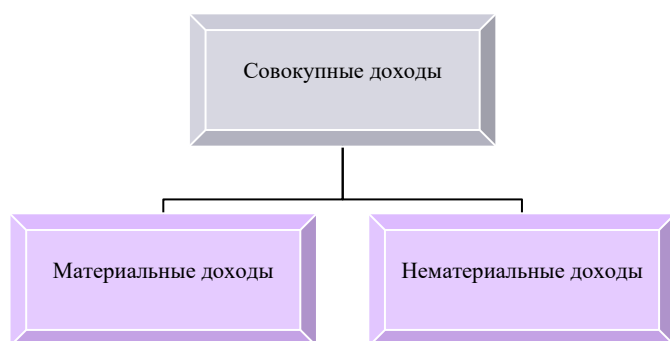 Совокупные доходы
Материальные доходы
Нематериальные доходы